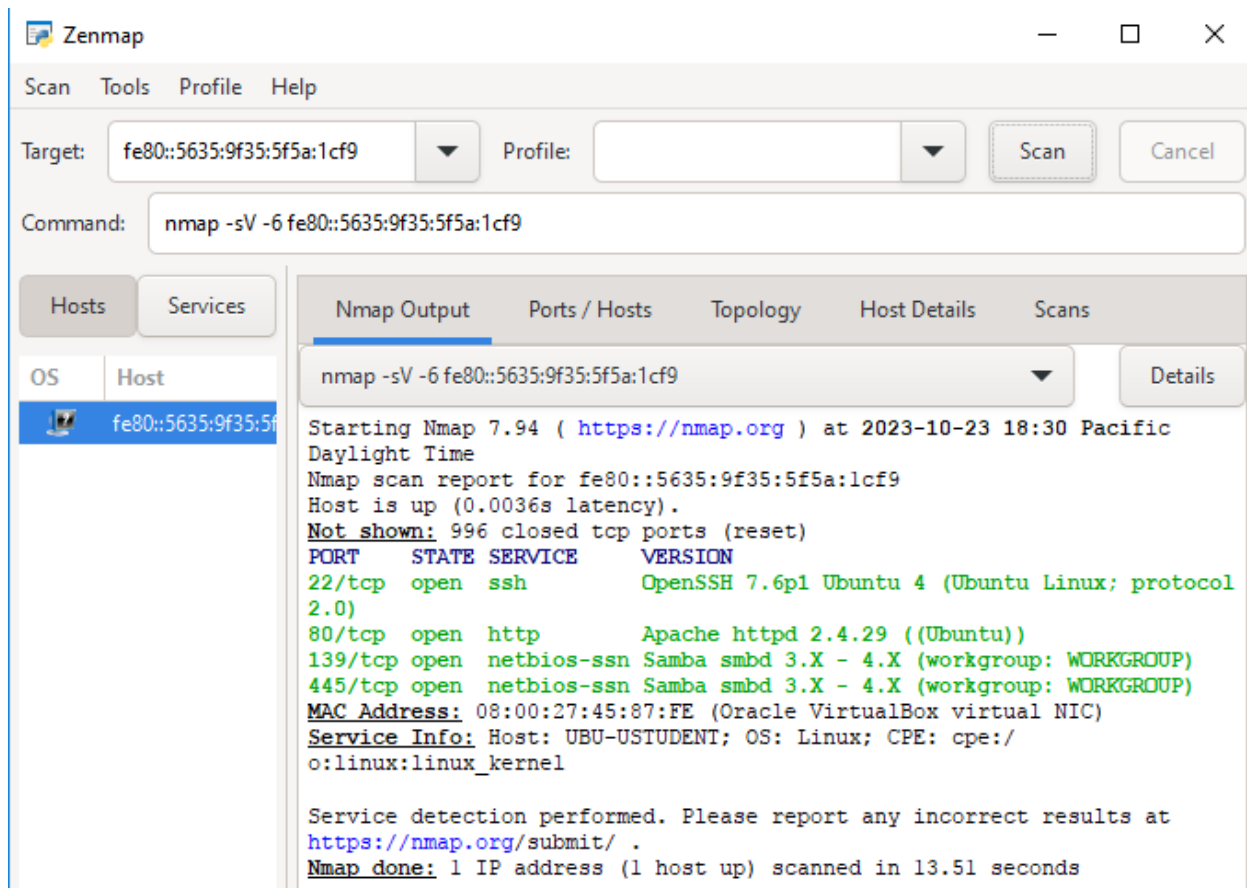 Zenmap
Scan Tools Profile Help
Target: fe80::5635:9f35:5f5a:1cf9 Profile: Scan Cancel
Command: nmap -sV -6 fe80::5635:9f35:5f5a:1cf9
Hosts Services
Nmap Output Ports / Hosts Topology Host Details Scans
OS Host
fe80::5635:9f35:5f
nmap -sV -6 fe80::5635:9f35:5f5a:1cf9 Details
Starting Nmap 7.94 ( https://nmap.org ) at 2023-10-23 18:30 Pacific
Daylight Time
Nmap scan report for fe80::5635:9f35:5f5a:1cf9
Host is up (0.0036s latency).
Not shown: 996 closed tcp ports (reset)
PORT STATE SERVICE VERSION
22/tcp open ssh OpenSSH 7.6p1 Ubuntu 4 (Ubuntu Linux; protocol
2.0)
80/tcp open http Apache httpd 2.4.29 ((Ubuntu))
139/tcp open netbios-ssn Samba smbd 3.X - 4.X (workgroup: WORKGROUP)
445/tcp open netbios-ssn Samba smbd 3.X - 4.X (workgroup: WORKGROUP)
MAC Address: 08:00:27:45:87:FE (Oracle VirtualBox virtual NIC)
Service Info: Host: UBU-USTUDENT; OS: Linux; CPE: cpe:/
o:linux:linux_kernel
Service detection performed. Please report any incorrect results at
https://nmap.org/submit/ .
Nmap done: 1 IP address (1 host up) scanned in 13.51 seconds